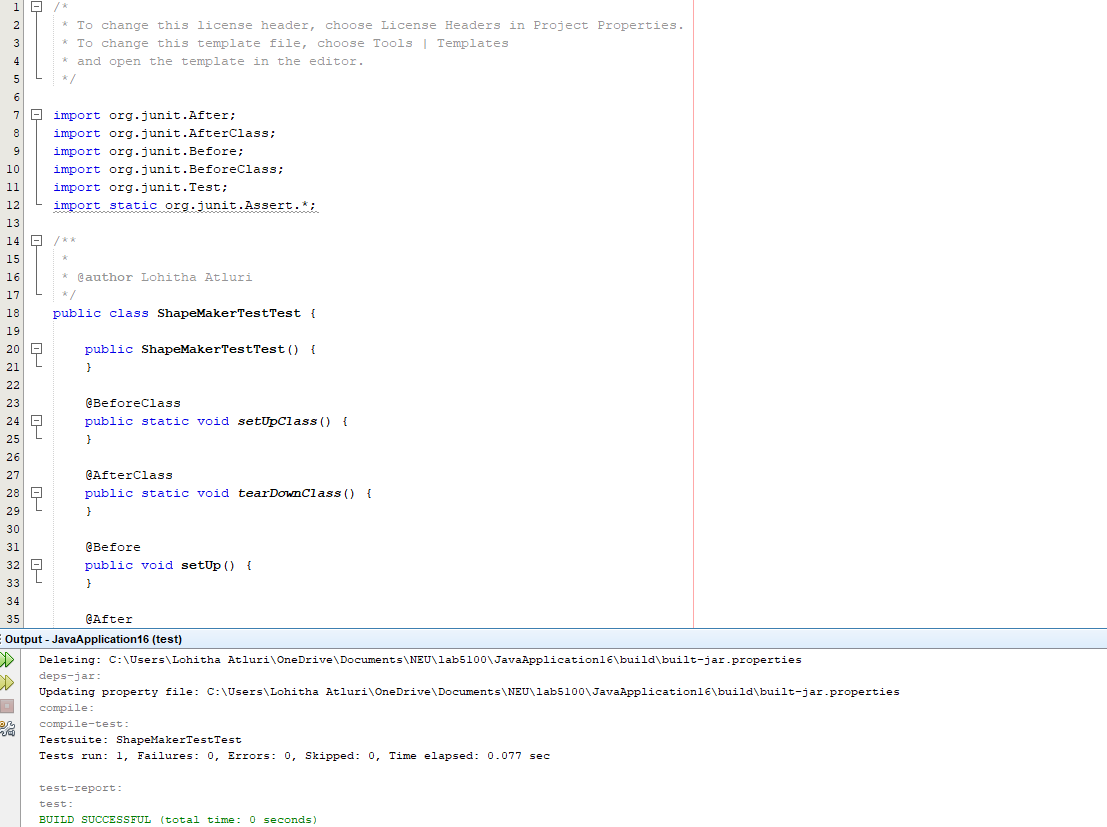 1 /*
2 * To change this license header, choose License Headers in Project Properties.
3 * To change this template file, choose Tools | Templates
4 * and open the template in the editor.
5 */
6
7 import org.junit.After;
8 import org.junit.AfterClass;
9 import org.junit.Before;
10 import org.junit.BeforeClass;
11 import org.junit.Test;
12 import static org.junit.Assert.*;
13
14 /**
15 *
16 * @author Lohitha Atluri
17 */
18 public class ShapeMakerTestTest {
19
20 public ShapeMakerTestTest() {
21 }
22
23 @BeforeClass
24 public static void setUpClass() {
25 }
26
27 @AfterClass
28 public static void tearDownClass() {
29 }
30
31 @Before
32 public void setUp() {
33 }
34
35 @After
Output - JavaApplication16 (test)
Deleting: C:\Users\Lohitha Atluri\OneDrive\Documents\NEU\lab5100\JavaApplication16\build\built-jar.properties
deps-jar:
Updating property file: C:\Users\Lohitha Atluri\OneDrive\Documents\NEU\lab5100\JavaApplication16\build\built-jar.properties
compile:
compile-test:
Testsuite: ShapeMakerTestTest
Tests run: 1, Failures: 0, Errors: 0, Skipped: 0, Time elapsed: 0.077 sec
test-report:
test:
BUILD SUCCESSFUL (total time: 0 seconds)